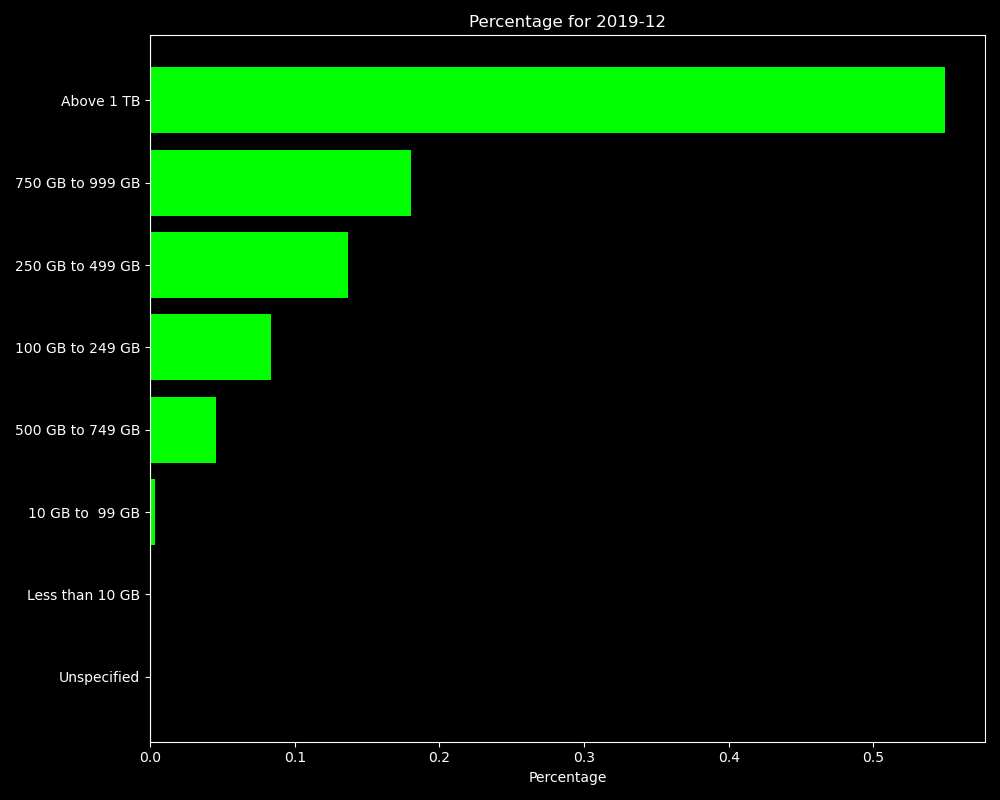 Percentage for 2019-12
Above 1 TB
750 GB to 999 GB
250 GB to 499 GB
100 GB to 249 GB
500 GB to 749 GB
10 GB to  99 GB
Less than 10 GB
Unspecified
0.0 0.1 0.2 0.3 0.4 0.5
Percentage